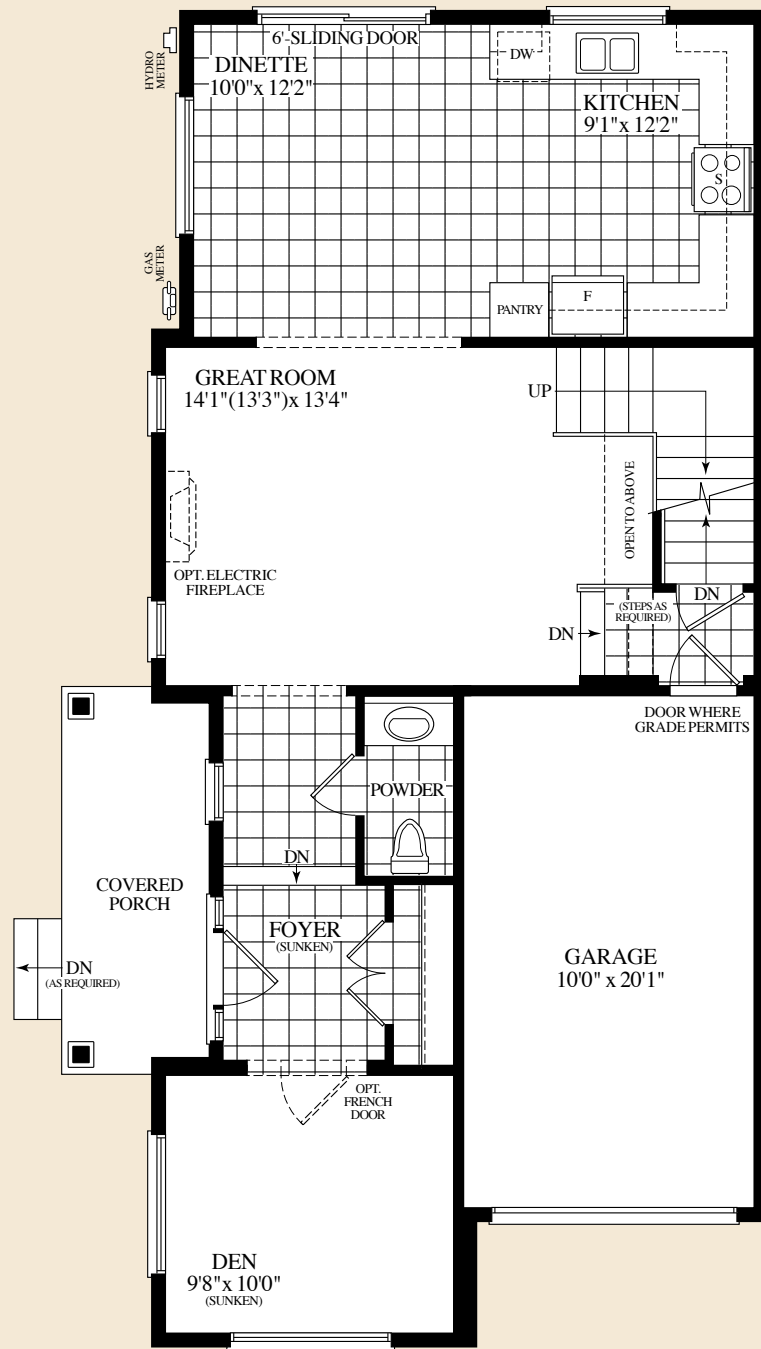 6'-SLIDING DOOR
HYDRO
METER
DINETTE
10'0"x 12'2"
DW
KITCHEN
9'1"x 12'2"
S
GAS
METER
PANTRY
F
GREAT ROOM
14'1"(13'3")x 13'4"
UP
OPEN TO ABOVE
OPT. ELECTRIC
FIREPLACE
DN
(STEPS AS
REQUIRED)
DN
DOOR WHERE
GRADE PERMITS
POWDER
DN
COVERED
PORCH
FOYER
(SUNKEN)
DN
(AS REQUIRED)
GARAGE
10'0" x 20'1"
OPT.
FRENCH
DOOR
DEN
9'8"x 10'0"
(SUNKEN)